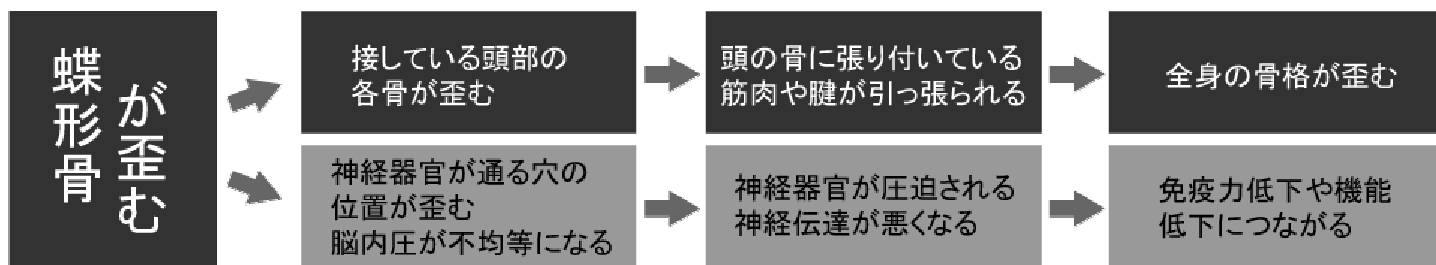 蝶形骨
が歪む
接している頭部の
各骨が歪む
頭の骨に張り付いている
筋肉や腱が引っ張られる
全身の骨格が歪む
神経器官が通る穴の
位置が歪む
脳内圧が不均等になる
神経器官が圧迫される
神経伝達が悪くなる
免疫力低下や機能
低下につながる